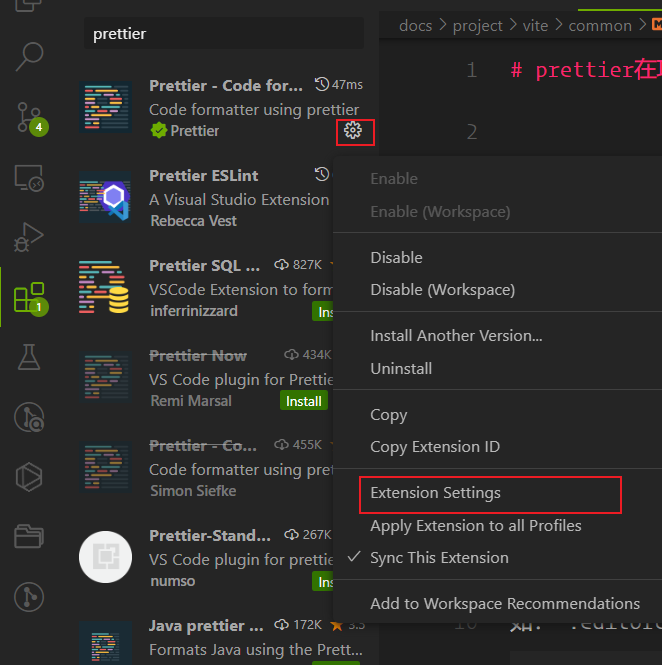 prettier
docs > project > vite > common >
1
# prettier在
2
Prettier - Code for... 47ms
Code formatter using prettier
Prettier
Prettier ESLint
A Visual Studio Extension
Rebecca Vest
Prettier SQL ... 827K
VSCode Extension to form
inferrinizzard
Ins
Prettier Now 434K
VS Code plugin for Prettie
Remi Marsal
Install
Prettier - Co... 455K
Code formatter using prett
Simon Siefke
Prettier-Stand... 267K
VS Code plugin for prettie
numso
Ins
Java prettier ... 172K 3.3
Formats Java using the Prett...
4
1
Enable
Enable (Workspace)
Disable
Disable (Workspace)
Install Another Version...
Uninstall
Copy
Copy Extension ID
Extension Settings
Apply Extension to all Profiles
Sync This Extension
Add to Workspace Recommendations
10